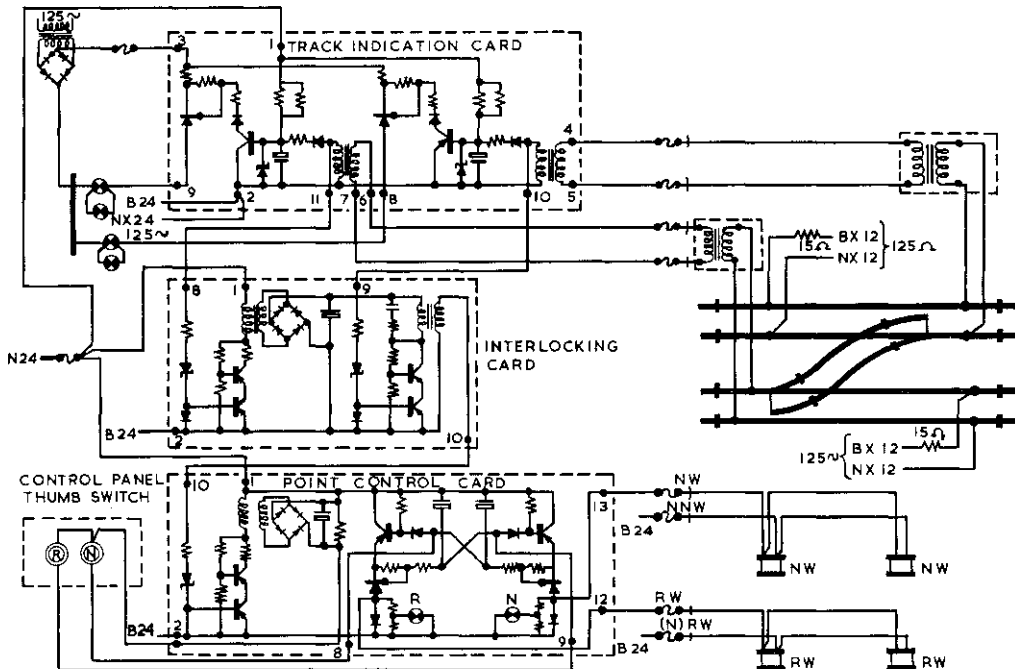 125~
3
1
TRACK INDICATION CARD
4
9
B24
2
11
7
6
8
10
5
NX24
125~
BX 12
15Ω
125Ω
NX12
8
1
9
INTERLOCKING
CARD
N24
B24
2
10
15Ω
125~
BX 12
NX 12
CONTROL PANEL
THUMB SWITCH
10
1
POINT CONTROL CARD
13
NW
NNW
B24
R
N
NW
NW
R
N
12
RW
(N)RW
B24
2
8
9
B24
RW
RW